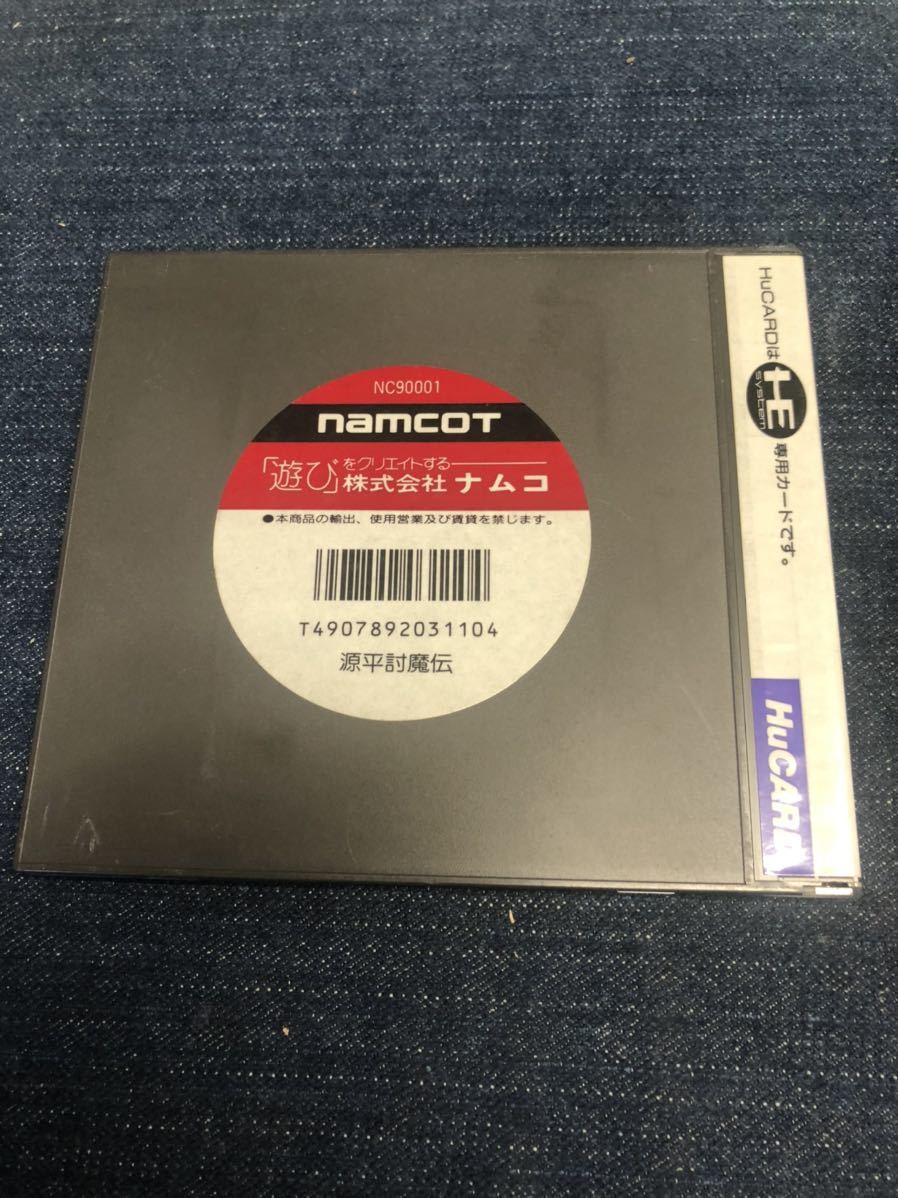 NC90001
namcot
「遊び」をクリエイトする
株式会社 ナムコ
●本商品の輸出、使用営業及び賃貸を禁じます。
T4907892031104
源平討魔伝
HuCARDは HE SYSTEM 専用カードです。
HuCARD